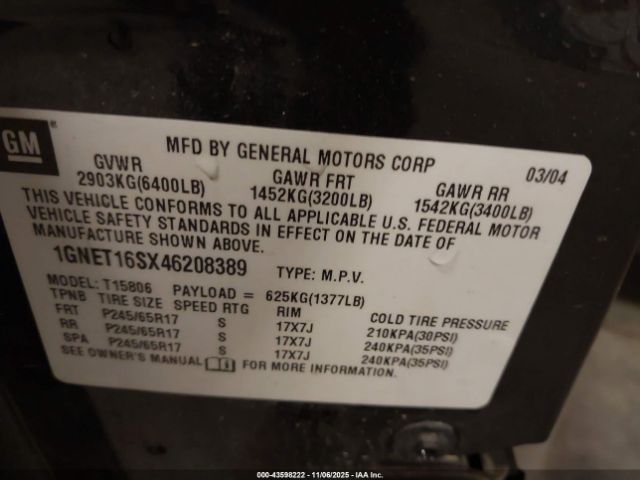 GM ®
MFD BY GENERAL MOTORS CORP 03/04
GVWR GAWR FRT GAWR RR
2903KG(6400LB) 1452KG(3200LB) 1542KG(3400LB)
THIS VEHICLE CONFORMS TO ALL APPLICABLE U.S. FEDERAL MOTOR
VEHICLE SAFETY STANDARDS IN EFFECT ON THE DATE OF
MANUFACTURE SHOWN ABOVE.
1GNET16SX46208389 TYPE: M.P.V.
MODEL: T15806 PAYLOAD = 625KG(1377LB)
TPNB TIRE SIZE SPEED RTG RIM COLD TIRE PRESSURE
FRT P245/65R17 S 17X7J 210KPA(30PSI)
RR P245/65R17 S 17X7J 240KPA(35PSI)
SPA P245/65R17 S 17X7J 240KPA(35PSI)
SEE OWNER'S MANUAL FOR MORE INFORMATION.
000-43598222 - 11/06/2025 - IAA Inc.